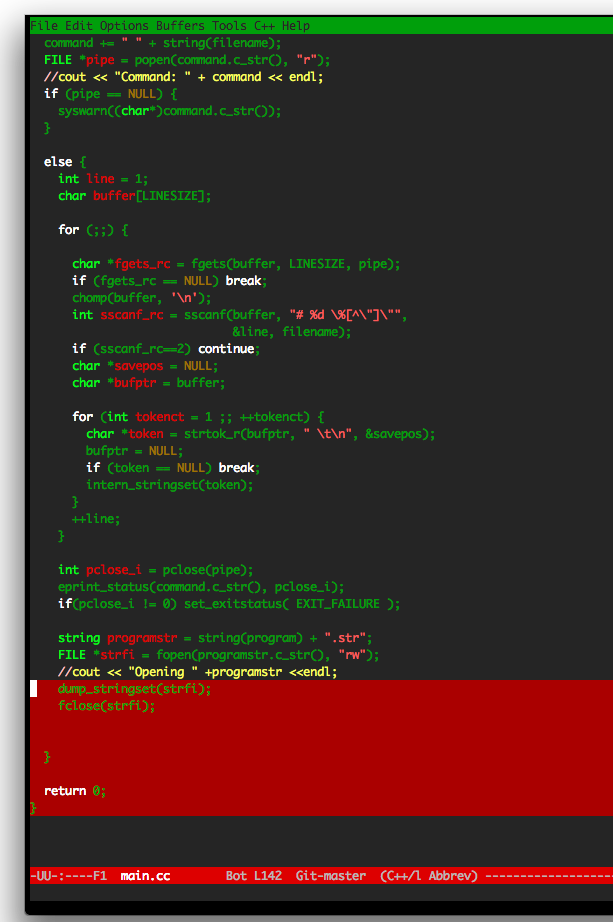 File Edit Options Buffers Tools C++ Help
command += " " + string(filename);
FILE *pipe = popen(command.c_str(), "r");
//cout << "Command: " + command << endl;
if (pipe == NULL) {
syswarn((char*)command.c_str());
}
else {
int line = 1;
char buffer[LINESIZE];
for (;;) {
char *fgets_rc = fgets(buffer, LINESIZE, pipe);
if (fgets_rc == NULL) break;
chomp(buffer, '\n');
int sscanf_rc = sscanf(buffer, "# %d \%[^\"]\"",
&line, filename);
if (sscanf_rc==2) continue;
char *savepos = NULL;
char *bufptr = buffer;
for (int tokenct = 1 ;; ++tokenct) {
char *token = strtok_r(bufptr, " \t\n", &savepos);
bufptr = NULL;
if (token == NULL) break;
intern_stringset(token);
}
++line;
}
int pclose_i = pclose(pipe);
eprint_status(command.c_str(), pclose_i);
if(pclose_i != 0) set_exitstatus( EXIT_FAILURE );
string programstr = string(program) + ".str";
FILE *strfi = fopen(programstr.c_str(), "rw");
//cout << "Opening " +programstr <<endl;
dump_stringset(strfi);
fclose(strfi);
}
return 0;
}
-UU-:----F1  main.cc       Bot L142  Git-master  (C++/l Abbrev) ------------------